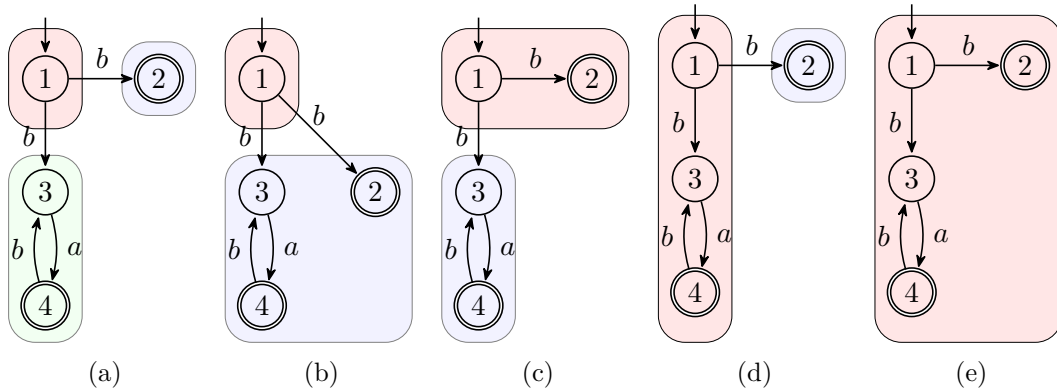 1 b 2 1 1 b 2 1 b 2 1 b 2
b b b b b b
3 3 2 3 3 3
b a b a b a b a b a
4 4 4 4 4
(a) (b) (c) (d) (e)